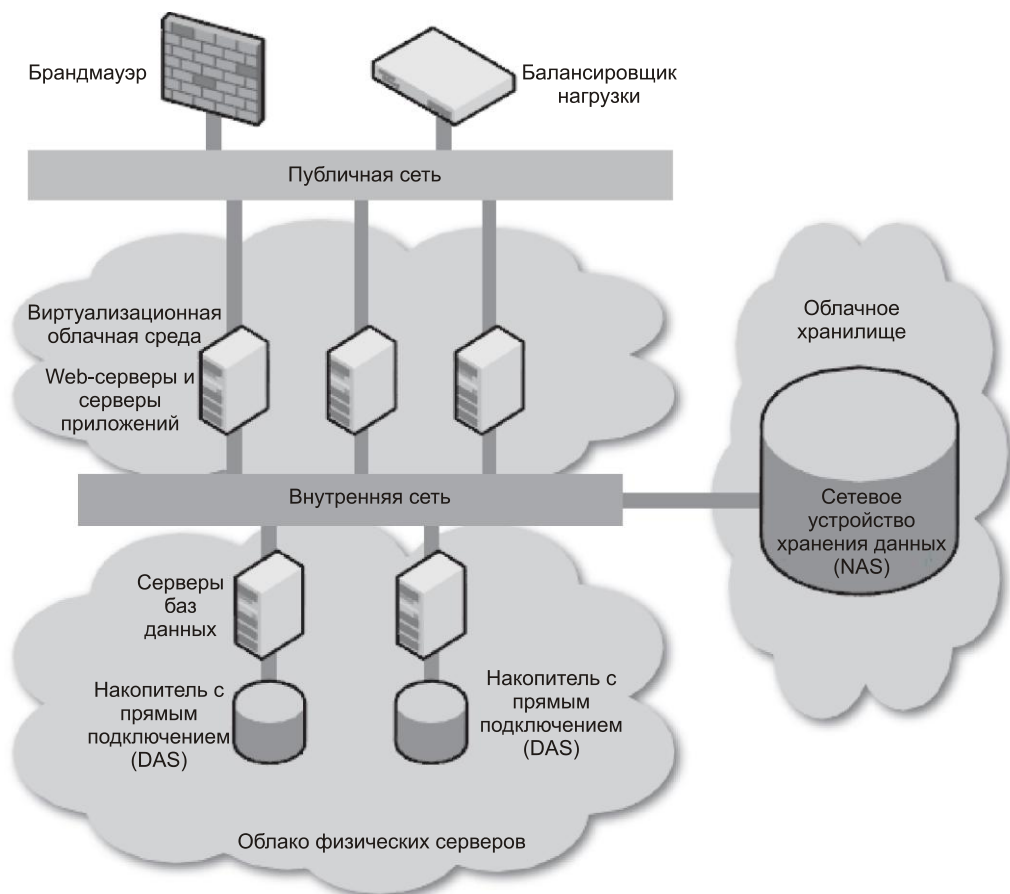 Брандмауэр
Балансировщик
нагрузки
Публичная сеть
Виртуализационная
облачная среда
Web-серверы и
серверы
приложений
Облачное
хранилище
Внутренняя сеть
Сетевое
устройство
хранения данных
(NAS)
Серверы
баз
данных
Накопитель с
прямым
подключением
(DAS)
Накопитель с
прямым
подключением
(DAS)
Облако физических серверов